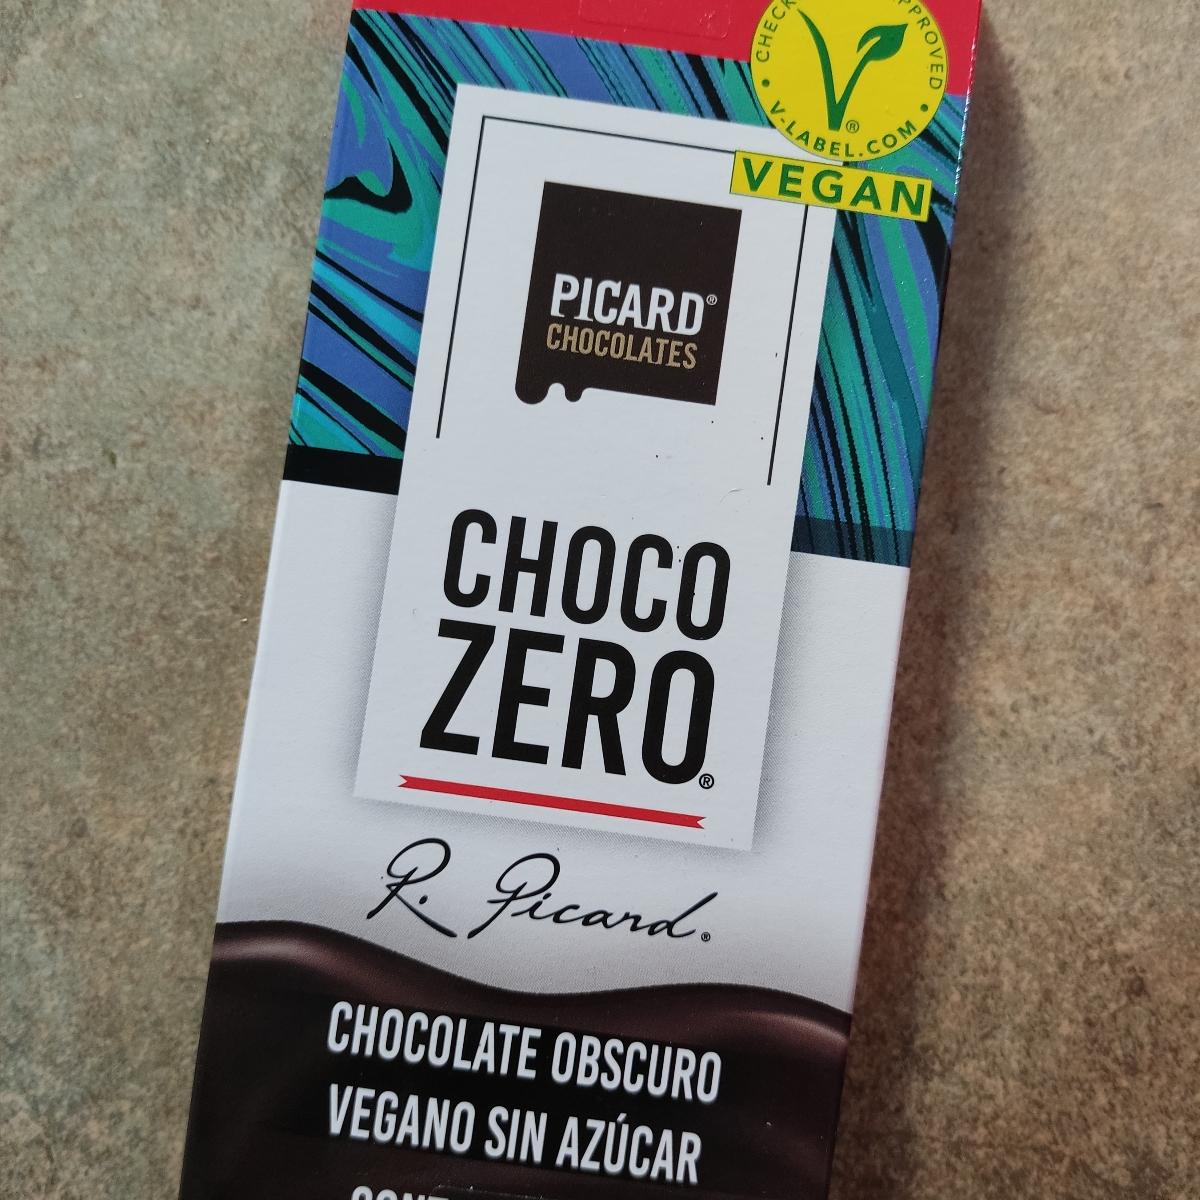 V-LABEL.COM
VEGAN
PICARD®
CHOCOLATES
CHOCO
ZERO®
R. Picard®
CHOCOLATE OBSCURO
VEGANO SIN AZÚCAR